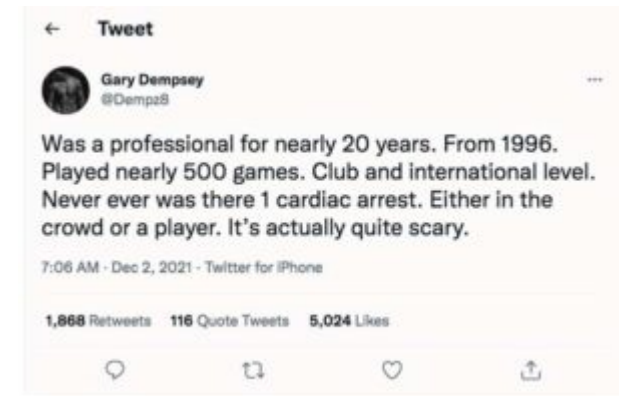 ← Tweet
Gary Dempsey
@Dempz8
Was a professional for nearly 20 years. From 1996.
Played nearly 500 games. Club and international level.
Never ever was there 1 cardiac arrest. Either in the
crowd or a player. It's actually quite scary.
7:06 AM · Dec 2, 2021 · Twitter for iPhone
1,868 Retweets 116 Quote Tweets 5,024 Likes